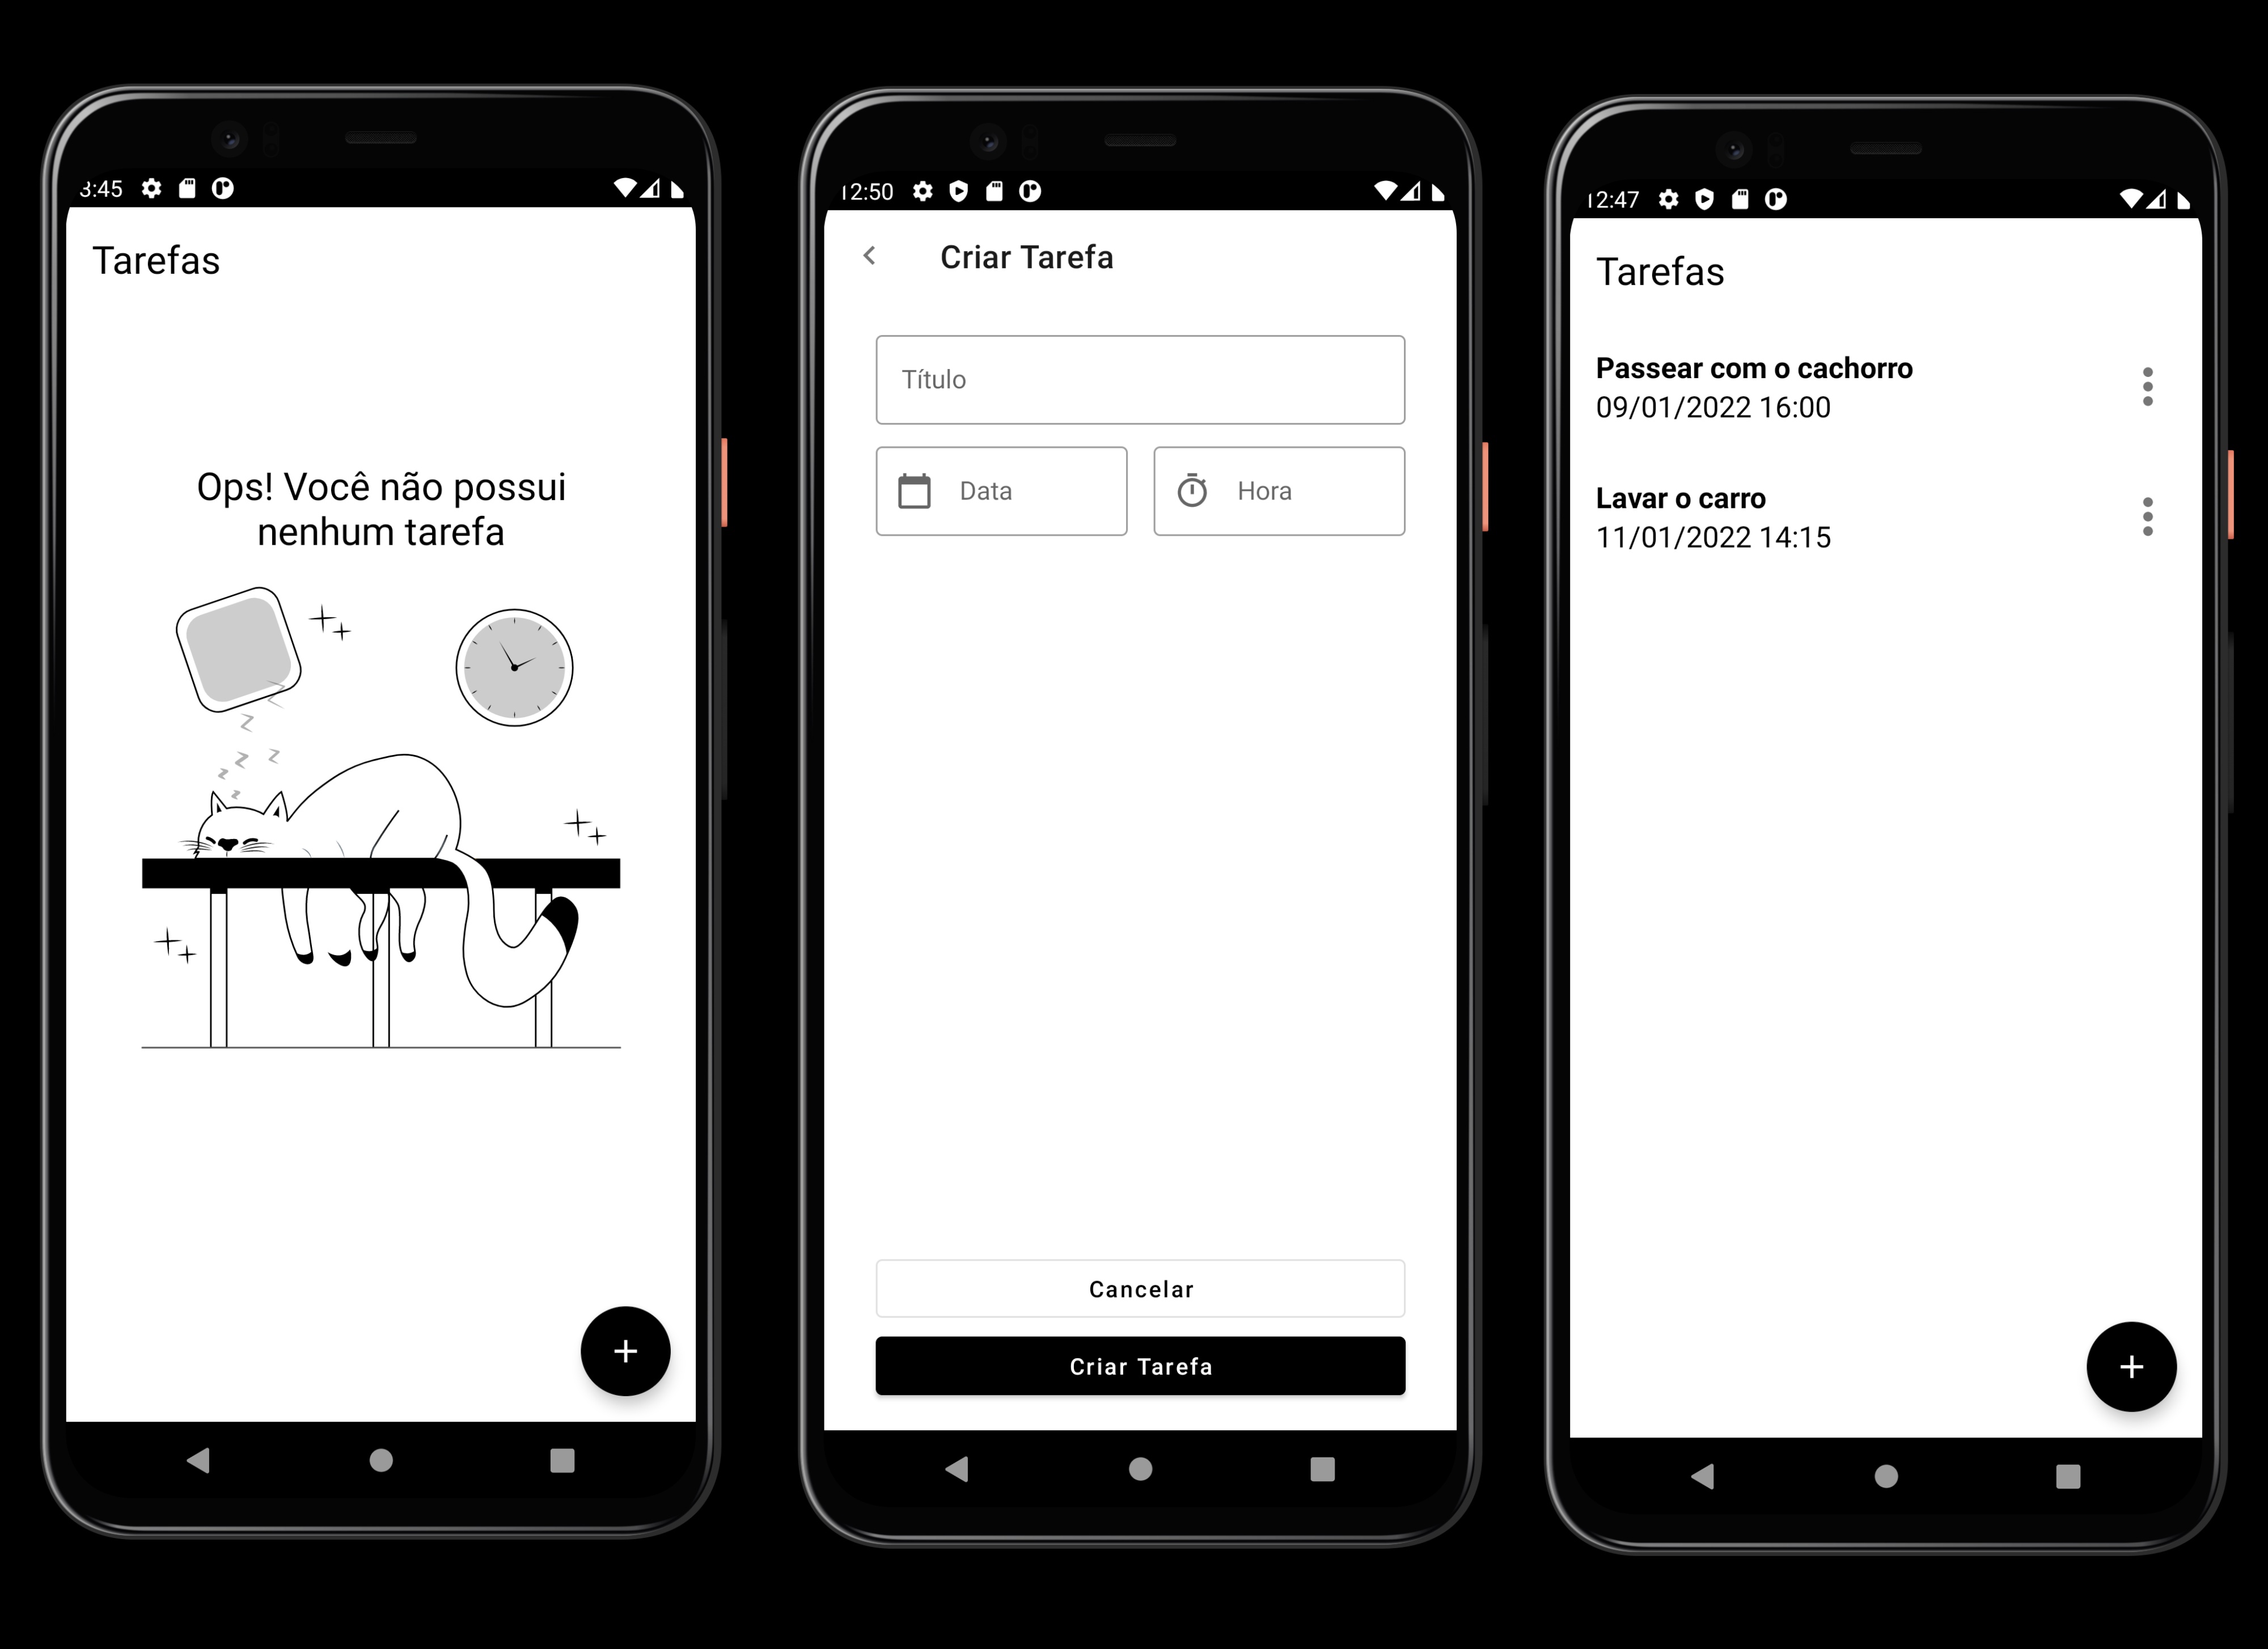 3:45
Tarefas
Ops! Você não possui
nenhum tarefa
z
z
z
z
z
z
+
12:50
Criar Tarefa
Título
Data
Hora
Cancelar
Criar Tarefa
12:47
Tarefas
Passear com o cachorro
09/01/2022 16:00
Lavar o carro
11/01/2022 14:15
+